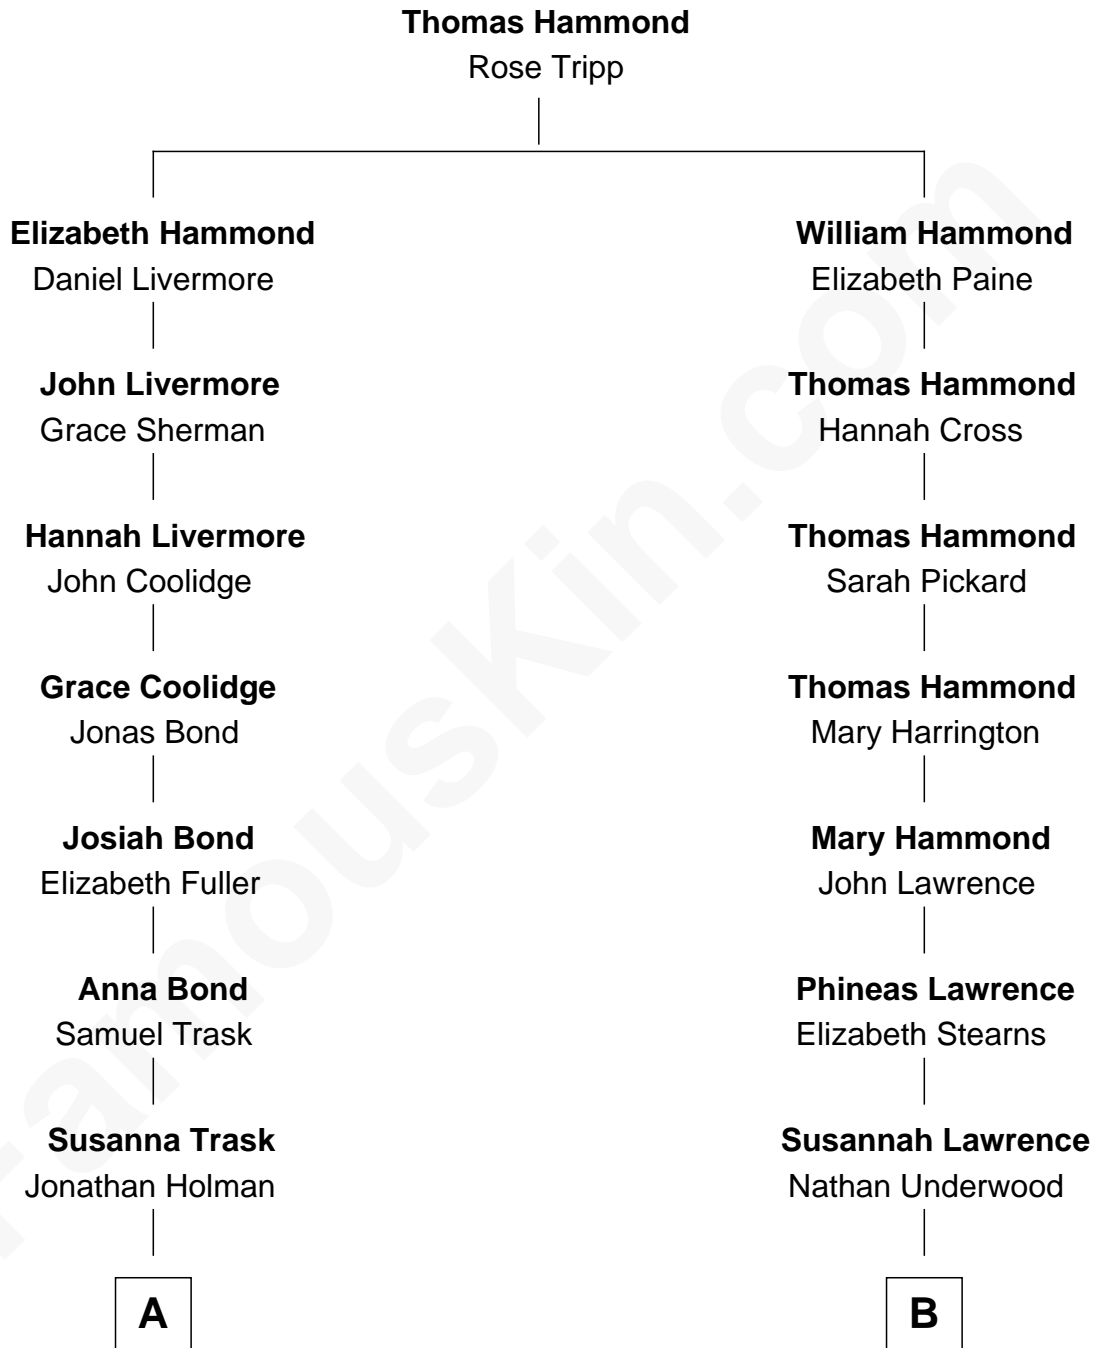 Thomas Hammond
Rose Tripp
Elizabeth Hammond
Daniel Livermore
William Hammond
Elizabeth Paine
John Livermore
Grace Sherman
Thomas Hammond
Hannah Cross
Hannah Livermore
John Coolidge
Thomas Hammond
Sarah Pickard
Grace Coolidge
Jonas Bond
Thomas Hammond
Mary Harrington
Josiah Bond
Elizabeth Fuller
Mary Hammond
John Lawrence
Anna Bond
Samuel Trask
Phineas Lawrence
Elizabeth Stearns
Susanna Trask
Jonathan Holman
Susannah Lawrence
Nathan Underwood
A
B
FamousKin.com